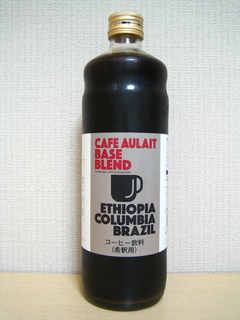 CAFE AULAIT
BASE
BLEND
ETHIOPIA
COLUMBIA
BRAZIL
コーヒー飲料
(希釈用)